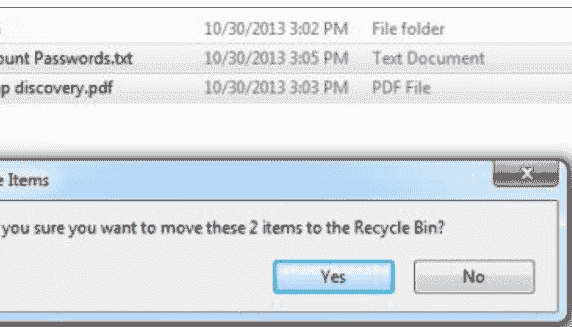 10/30/2013 3:02 PM File folder
ount Passwords.txt 10/30/2013 3:05 PM Text Document
p discovery.pdf 10/30/2013 3:03 PM PDF File
e Items
you sure you want to move these 2 items to the Recycle Bin?
Yes No